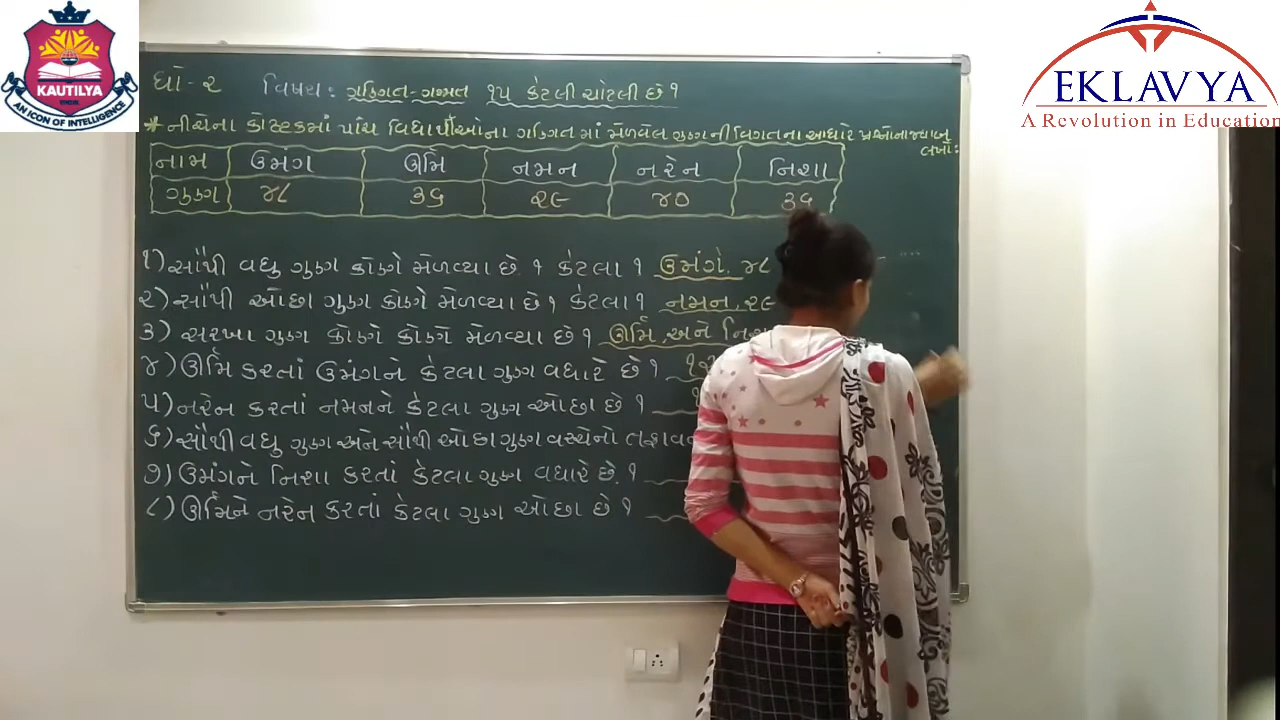 KAUTILYA
AN ICON OF INTELLIGENCE
EKLAVYA
A Revolution in Education
ધો-૨ વિષય: ગણિત-ગમ્મત ૧૫ કેટલી ચોટલી છે ?
* નીચેના કોષ્ટકમાં પાંચ વિદ્યાર્થીઓના ગણિતમાં મેળવેલ ગુણની વિગતના આધારે પ્રશ્નોના જવાબ
લખો:
નામ ઉમંગ ઊર્મિ નમન નરેન નિશા
ગુણ ૪૮ ૩૬ ૨૯ ૪૦ ૩૬
૧) સૌથી વધુ ગુણ કોણે મેળવ્યા છે. ? કેટલા ? ઉમંગે. ૪૮
૨) સૌથી ઓછા ગુણ કોણે મેળવ્યા છે ? કેટલા ? નમન. ૨૯
૩) સરખા ગુણ કોણે કોણે મેળવ્યા છે ? ઊર્મિ અને
૪) ઊર્મિ કરતાં ઉમંગને કેટલા ગુણ વધારે છે ?
૫) નરેન કરતાં નમનને કેટલા ગુણ ઓછા છે ?
૬) સૌથી વધુ ગુણ અને સૌથી ઓછા ગુણ વચ્ચેનો
૭) ઉમંગને નિશા કરતાં કેટલા ગુણ વધારે છે. ?
૮) ઊર્મિને નરેન કરતાં કેટલા ગુણ ઓછા છે ?